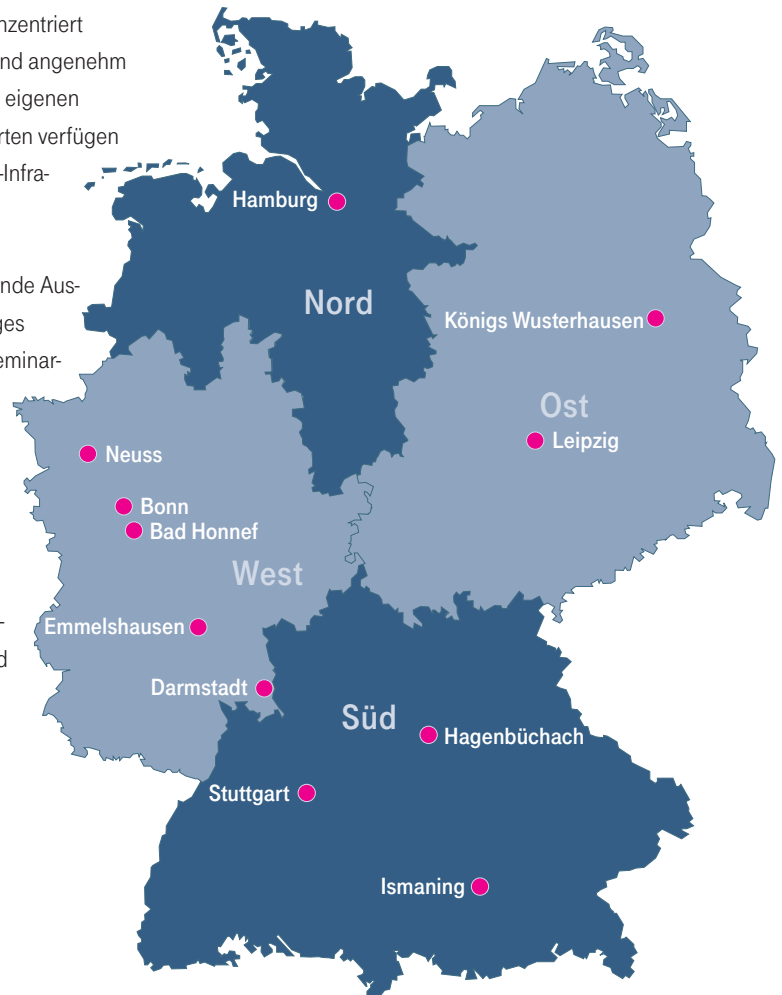 nzentriert
nd angenehm
eigenen
rten verfügen
-Infra-
nde Aus-
ges
eminar-
-
d
Hamburg
Nord
Königs Wusterhausen
Ost
Leipzig
Neuss
Bonn
Bad Honnef
West
Emmelshausen
Darmstadt
Süd
Hagenbüchach
Stuttgart
Ismaning